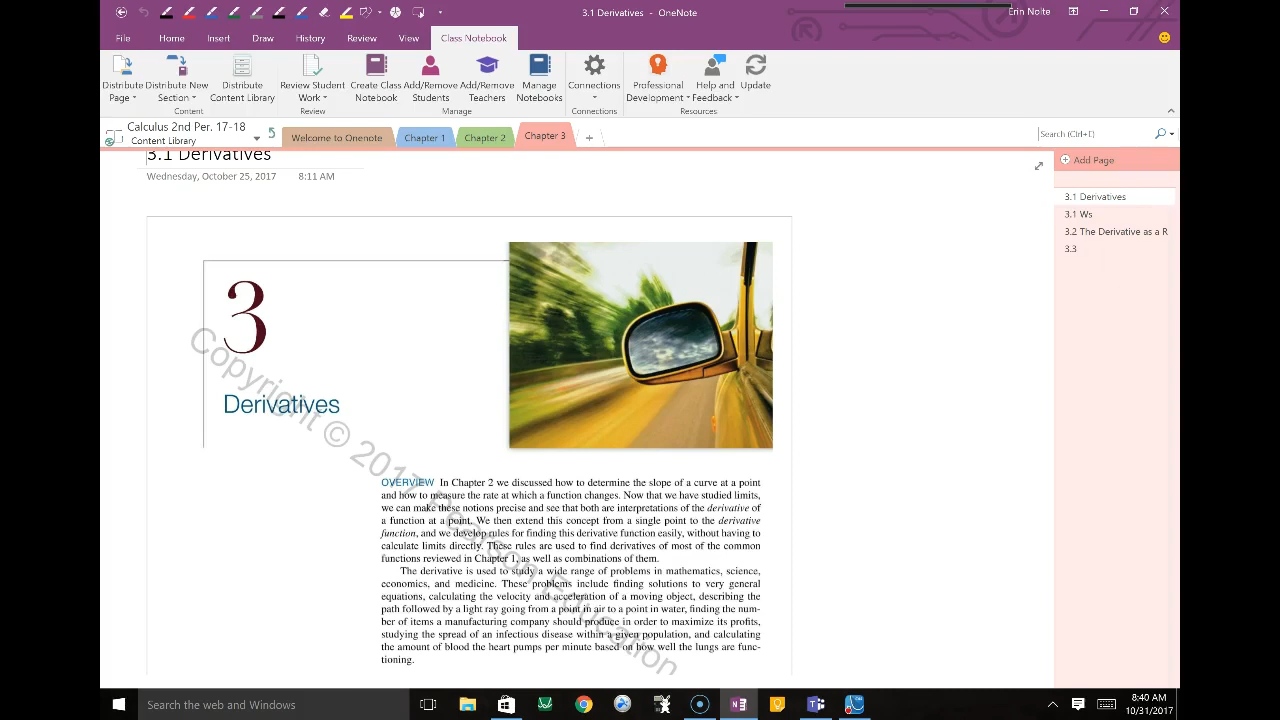 3.1 Derivatives - OneNote
Erin Nolte
File Home Insert Draw History Review View Class Notebook
Distribute Page
Distribute New Section
Distribute Content Library
Review Student Work
Create Class Notebook
Add/Remove Students
Add/Remove Teachers
Manage Notebooks
Connections
Professional Development
Help and Feedback
Update
Content Review Manage Connections Resources
Calculus 2nd Per. 17-18
Content Library
Welcome to Onenote Chapter 1 Chapter 2 Chapter 3
Search (Ctrl+E)
3.1 Derivatives
Wednesday, October 25, 2017 8:11 AM
Add Page
3.1 Derivatives
3.1 Ws
3.2 The Derivative as a R
3.3
3
Derivatives
Copyright © 2017 Pearson Education
OVERVIEW In Chapter 2 we discussed how to determine the slope of a curve at a point
and how to measure the rate at which a function changes. Now that we have studied limits,
we can make these notions precise and see that both are interpretations of the derivative of
a function at a point. We then extend this concept from a single point to the derivative
function, and we develop rules for finding this derivative function easily, without having to
calculate limits directly. These rules are used to find derivatives of most of the common
functions reviewed in Chapter 1, as well as combinations of them.
The derivative is used to study a wide range of problems in mathematics, science,
economics, and medicine. These problems include finding solutions to very general
equations, calculating the velocity and acceleration of a moving object, describing the
path followed by a light ray going from a point in air to a point in water, finding the num-
ber of items a manufacturing company should produce in order to maximize its profits,
studying the spread of an infectious disease within a given population, and calculating
the amount of blood the heart pumps per minute based on how well the lungs are func-
tioning.
Search the web and Windows
8:40 AM
10/31/2017